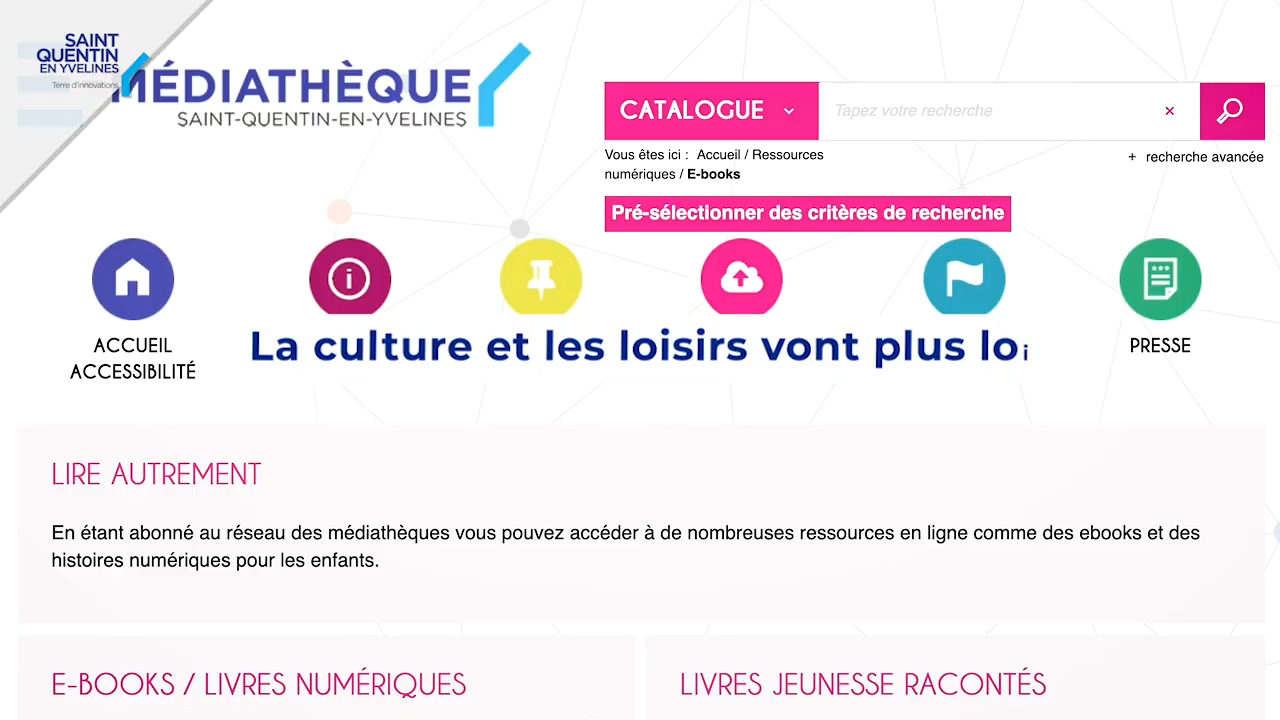 SAINT
QUENTIN
EN YVELINES
Terre d'innovations
MÉDIATHÈQUE
SAINT-QUENTIN-EN-YVELINES
CATALOGUE
Tapez votre recherche
×
Vous êtes ici : Accueil / Ressources
numériques / E-books
+ recherche avancée
Pré-sélectionner des critères de recherche
ACCUEIL
ACCESSIBILITÉ
La culture et les loisirs vont plus loi
PRESSE
LIRE AUTREMENT
En étant abonné au réseau des médiathèques vous pouvez accéder à de nombreuses ressources en ligne comme des ebooks et des
histoires numériques pour les enfants.
E-BOOKS / LIVRES NUMÉRIQUES
LIVRES JEUNESSE RACONTÉS